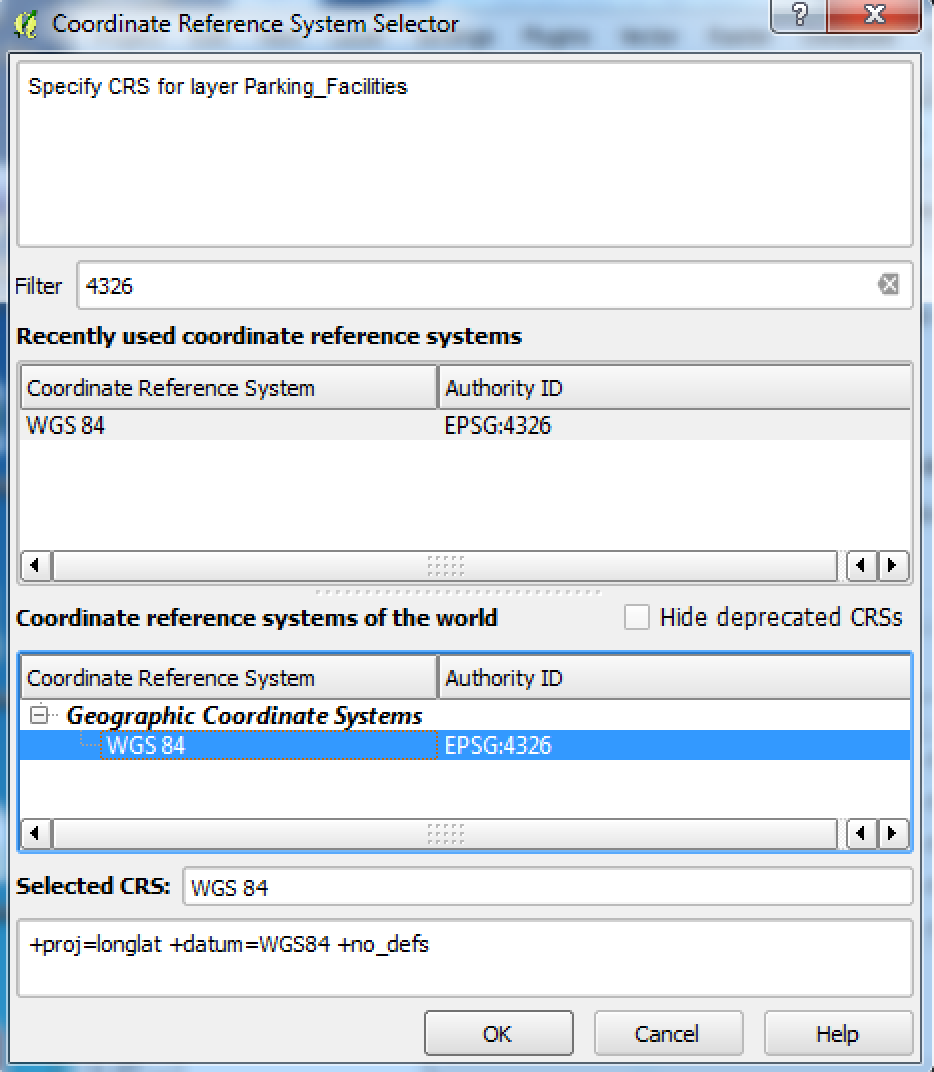 Coordinate Reference System Selector
Specify CRS for layer Parking_Facilities
Filter 4326
Recently used coordinate reference systems
Coordinate Reference System Authority ID
WGS 84 EPSG:4326
Coordinate reference systems of the world Hide deprecated CRSs
Coordinate Reference System Authority ID
Geographic Coordinate Systems
WGS 84 EPSG:4326
Selected CRS: WGS 84
+proj=longlat +datum=WGS84 +no_defs
OK Cancel Help